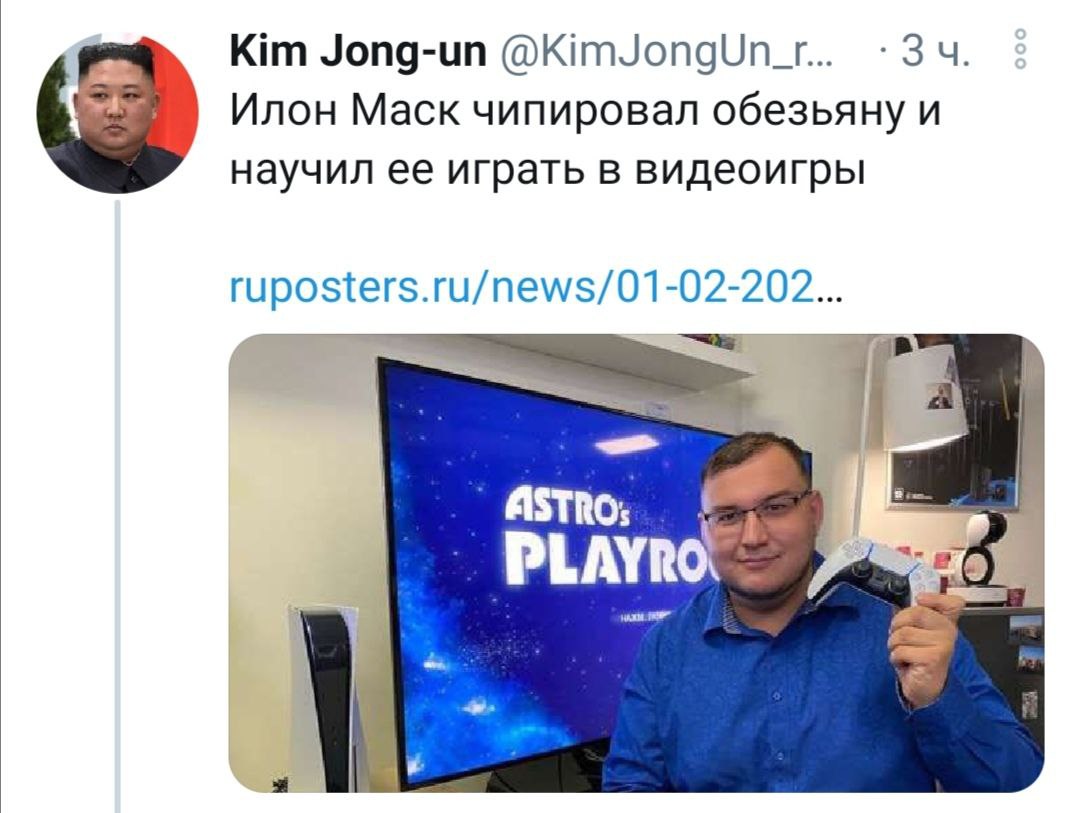 Kim Jong-un @KimJongUn_r... · 3 ч.
Илон Маск чипировал обезьяну и
научил ее играть в видеоигры
ruposters.ru/news/01-02-202...
ASTRO's
PLAYRO